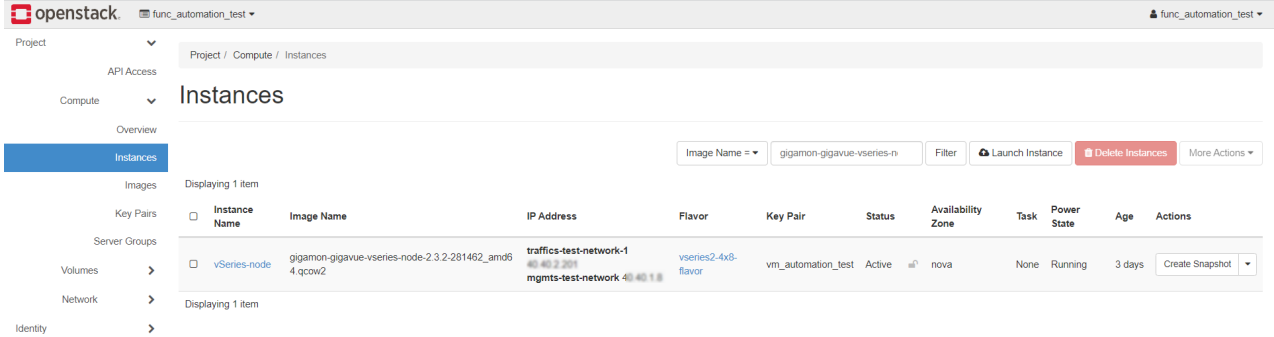 openstack. func_automation_test func_automation_test
Project
API Access
Compute
Overview
Instances
Images
Key Pairs
Server Groups
Volumes
Network
Identity
Project / Compute / Instances
Instances
Image Name = gigamon-gigavue-vseries-n Filter Launch Instance Delete Instances More Actions
Displaying 1 item
Instance Name Image Name IP Address Flavor Key Pair Status Availability Zone Task Power State Age Actions
vSeries-node
gigamon-gigavue-vseries-node-2.3.2-281462_amd6
4.qcow2
traffics-test-network-1
mgmts-test-network
vseries2-4x8-
flavor
vm_automation_test Active nova None Running 3 days Create Snapshot
Displaying 1 item